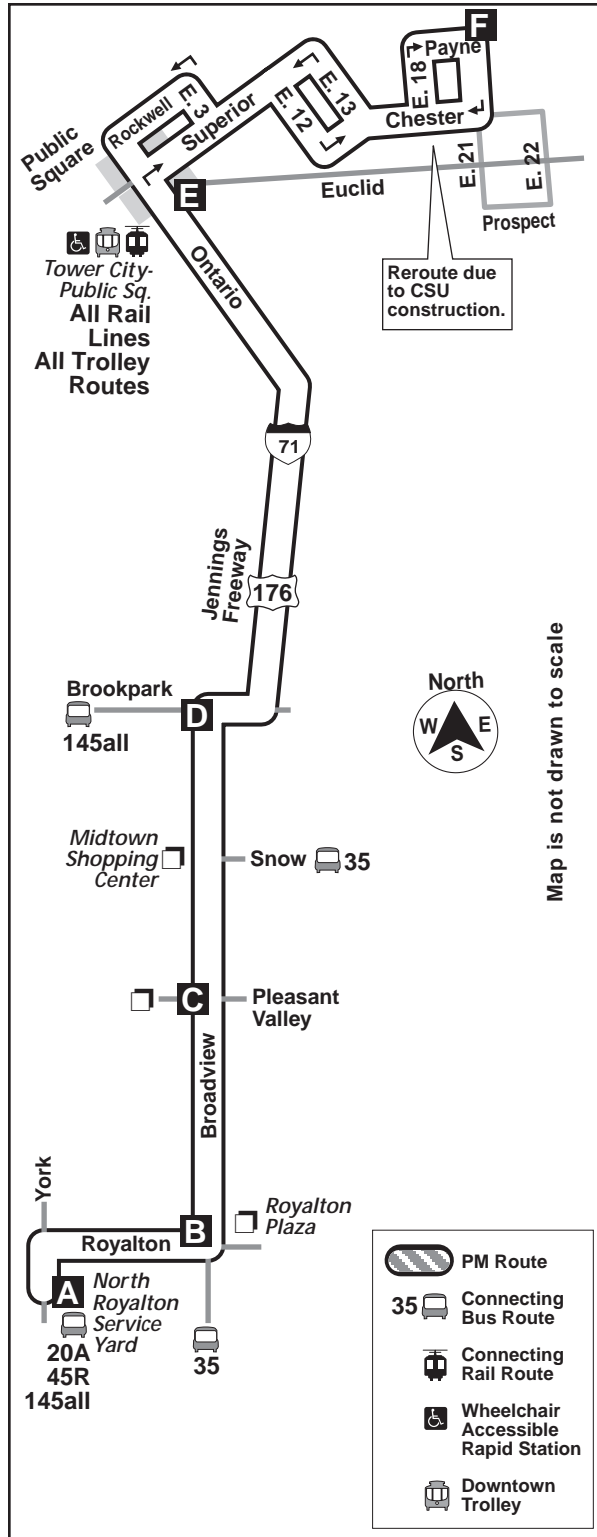 F
Payne
E. 18
E. 13
E. 12
Chester
E. 3
Rockwell
Superior
Public
Square
E
Euclid
E. 21
E. 22
Prospect
Reroute due
to CSU
construction.
Tower City-
Public Sq.
All Rail
Lines
All Trolley
Routes
Ontario
71
Jennings
Freeway
176
Brookpark
D
145all
North
W
E
S
Map is not drawn to scale
Midtown
Shopping
Center
Snow
35
C
Pleasant
Valley
Broadview
York
Royalton
B
Royalton
Plaza
A
North
Royalton
Service
Yard
20A
45R
145all
35
PM Route
35
Connecting
Bus Route
Connecting
Rail Route
Wheelchair
Accessible
Rapid Station
Downtown
Trolley